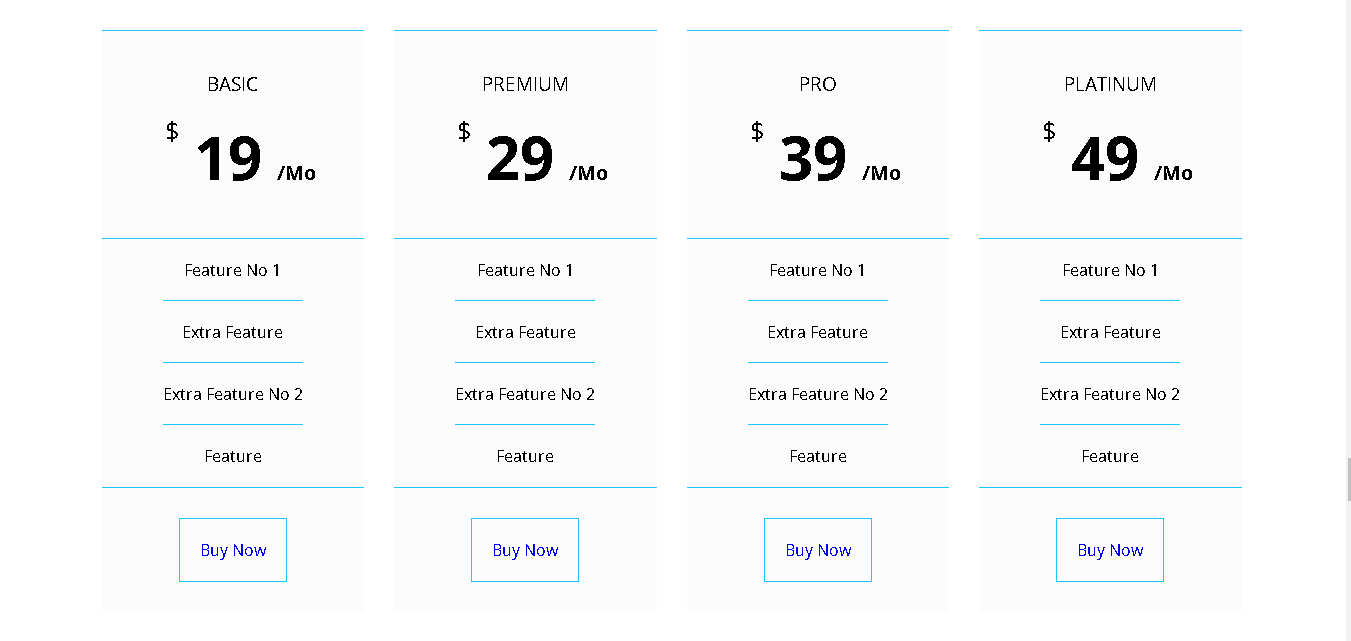 BASIC
$ 19 /Mo
Feature No 1
Extra Feature
Extra Feature No 2
Feature
Buy Now
PREMIUM
$ 29 /Mo
Feature No 1
Extra Feature
Extra Feature No 2
Feature
Buy Now
PRO
$ 39 /Mo
Feature No 1
Extra Feature
Extra Feature No 2
Feature
Buy Now
PLATINUM
$ 49 /Mo
Feature No 1
Extra Feature
Extra Feature No 2
Feature
Buy Now